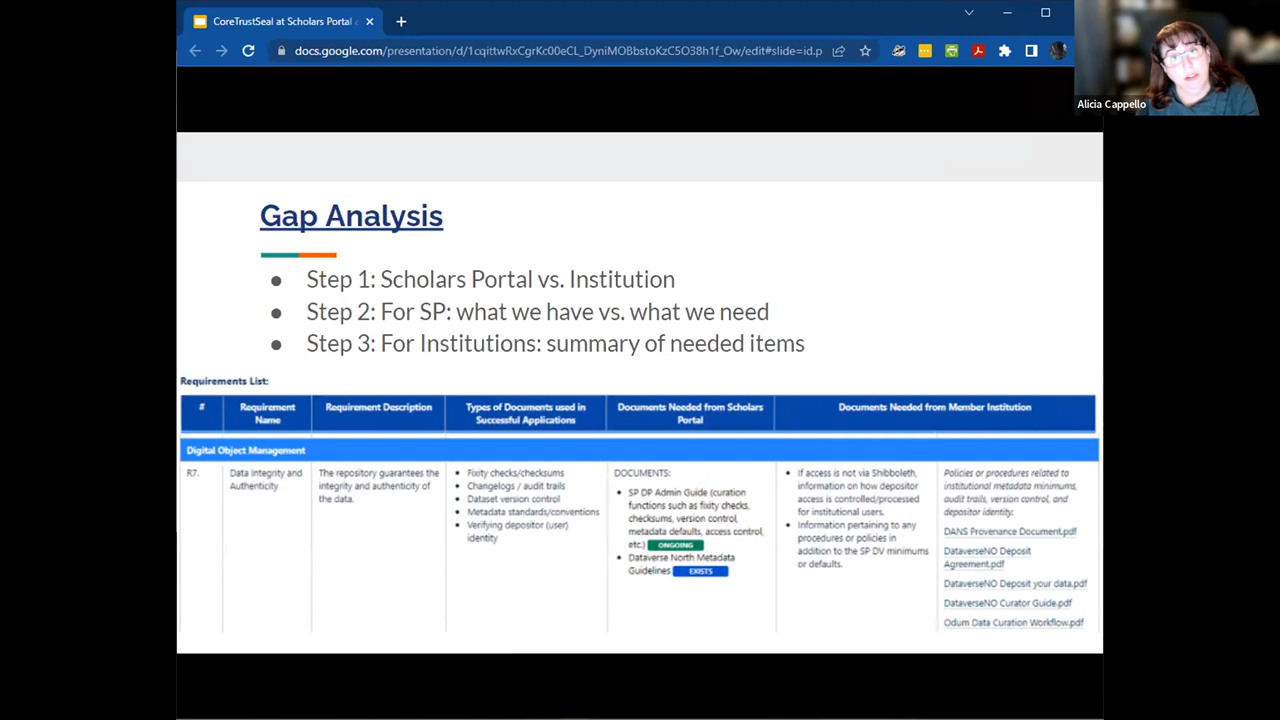 CoreTrustSeal at Scholars Portal
docs.google.com/presentation/d/1cqittwRxCgrKc00eCL_DyniMOBbstoKzC5O38h1f_Ow/edit#slide=id.p
Alicia Cappello
Gap Analysis
● Step 1: Scholars Portal vs. Institution
● Step 2: For SP: what we have vs. what we need
● Step 3: For Institutions: summary of needed items
Requirements List:
#
Requirement
Name
Requirement Description
Types of Documents used in
Successful Applications
Documents Needed from Scholars
Portal
Documents Needed from Member Institution
Digital Object Management
R7.
Data Integrity and
Authenticity
The repository guarantees the
integrity and authenticity of
the data.
• Fixity checks/checksums
• Changelogs / audit trails
• Dataset version control
• Metadata standards/conventions
• Verifying depositor (user)
identity
DOCUMENTS:
• SP DP Admin Guide (curation
functions such as fixity checks,
checksums, version control,
metadata defaults, access control,
etc.) ONGOING
• Dataverse North Metadata
Guidelines EXISTS
• If access is not via Shibboleth,
information on how depositor
access is controlled/processed
for institutional users.
• Information pertaining to any
procedures or policies in
addition to the SP DV minimums
or defaults.
Policies or procedures related to
institutional metadata minimums,
audit trails, version control, and
depositor identity.
DANS Provenance Document.pdf
DataverseNO Deposit
Agreement.pdf
DataverseNO Deposit your data.pdf
DataverseNO Curator Guide.pdf
Odum Data Curation Workflow.pdf